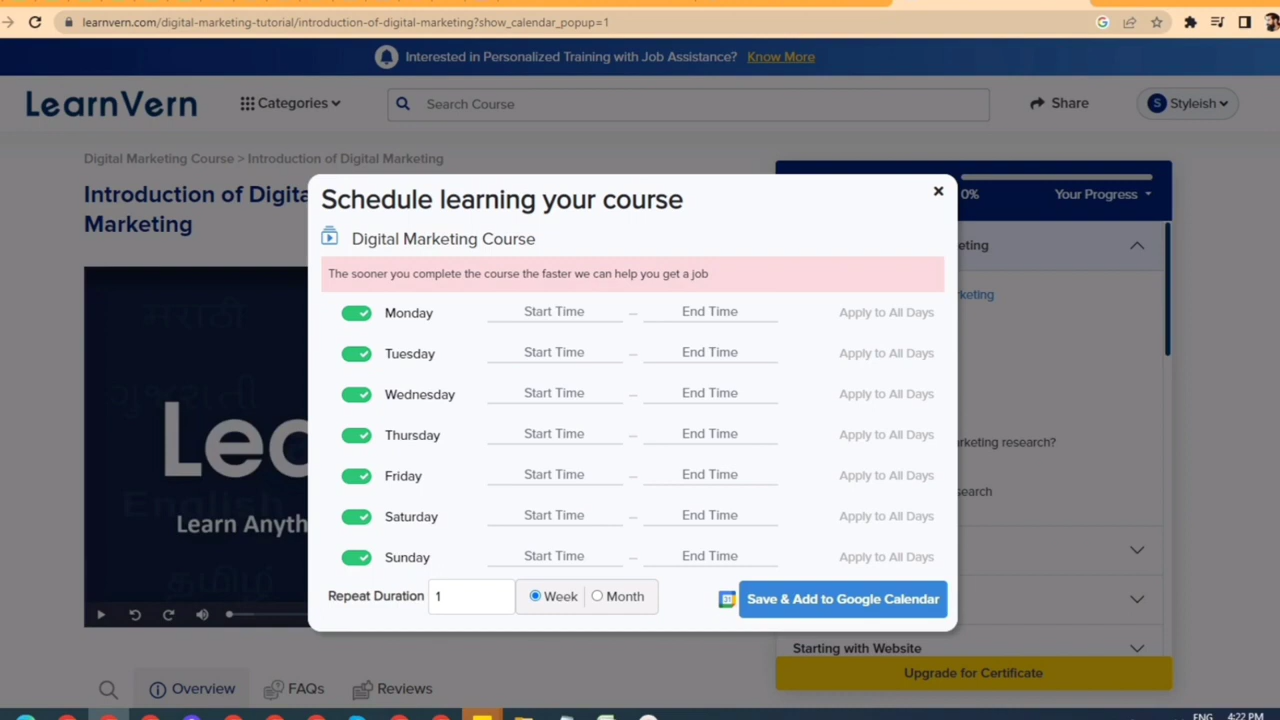 learnvern.com/digital-marketing-tutorial/introduction-of-digital-marketing?show_calendar_popup=1
Interested in Personalized Training with Job Assistance? Know More
LearnVern
Categories
Search Course
Share
S Styleish
Digital Marketing Course > Introduction of Digital Marketing
Introduction of Digita
Marketing
0% Your Progress
eting
keting
rketing research?
search
Starting with Website
Upgrade for Certificate
मराठी
ગુજરાતી
Lea
English
Learn Anyth
தமிழ்
Schedule learning your course
Digital Marketing Course
The sooner you complete the course the faster we can help you get a job
Monday Start Time – End Time Apply to All Days
Tuesday Start Time – End Time Apply to All Days
Wednesday Start Time – End Time Apply to All Days
Thursday Start Time – End Time Apply to All Days
Friday Start Time – End Time Apply to All Days
Saturday Start Time – End Time Apply to All Days
Sunday Start Time – End Time Apply to All Days
Repeat Duration 1 Week Month
31 Save & Add to Google Calendar
Overview FAQs Reviews
ENG 4:22 PM